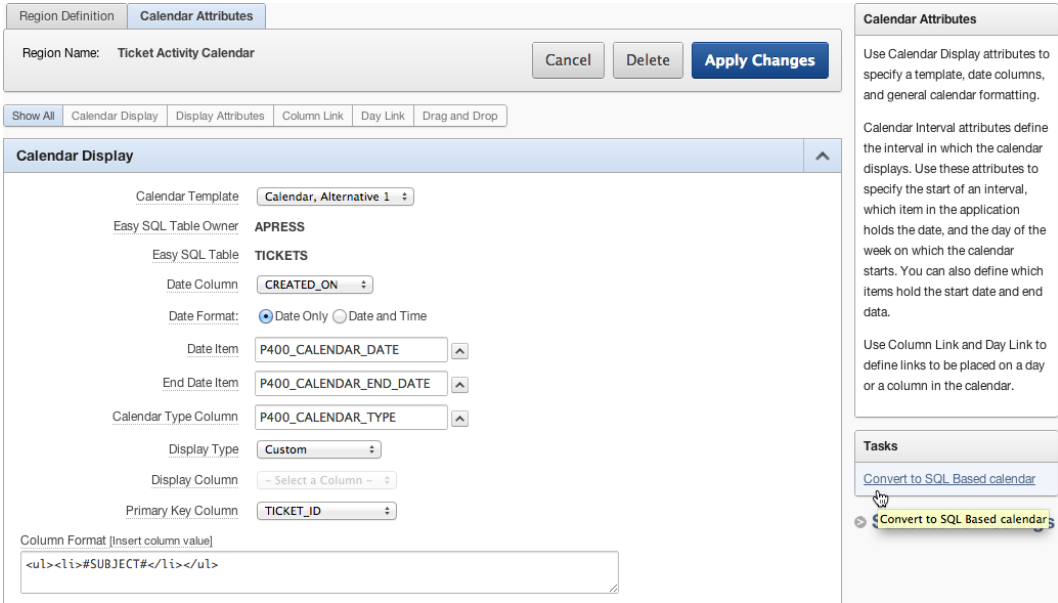 Region Definition
Calendar Attributes
Region Name: Ticket Activity Calendar
Cancel
Delete
Apply Changes
Show All
Calendar Display
Display Attributes
Column Link
Day Link
Drag and Drop
Calendar Display
Calendar Template Calendar, Alternative 1
Easy SQL Table Owner APRESS
Easy SQL Table TICKETS
Date Column CREATED_ON
Date Format: Date Only Date and Time
Date Item P400_CALENDAR_DATE
End Date Item P400_CALENDAR_END_DATE
Calendar Type Column P400_CALENDAR_TYPE
Display Type Custom
Display Column – Select a Column –
Primary Key Column TICKET_ID
Column Format [Insert column value]
<ul><li>#SUBJECT#</li></ul>
Calendar Attributes
Use Calendar Display attributes to
specify a template, date columns,
and general calendar formatting.
Calendar Interval attributes define
the interval in which the calendar
displays. Use these attributes to
specify the start of an interval,
which item in the application
holds the date, and the day of the
week on which the calendar
starts. You can also define which
items hold the start date and end
data.
Use Column Link and Day Link to
define links to be placed on a day
or a column in the calendar.
Tasks
Convert to SQL Based calendar
Convert to SQL Based calendar